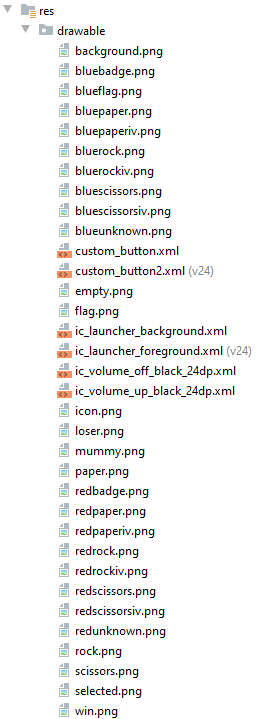 res
drawable
background.png
bluebadge.png
blueflag.png
bluepaper.png
bluepaperiv.png
bluerock.png
bluerockiv.png
bluescissors.png
bluescissorsiv.png
blueunknown.png
custom_button.xml
custom_button2.xml (v24)
empty.png
flag.png
ic_launcher_background.xml
ic_launcher_foreground.xml (v24)
ic_volume_off_black_24dp.xml
ic_volume_up_black_24dp.xml
icon.png
loser.png
mummy.png
paper.png
redbadge.png
redpaper.png
redpaperiv.png
redrock.png
redrockiv.png
redscissors.png
redscissorsiv.png
redunknown.png
rock.png
scissors.png
selected.png
win.png